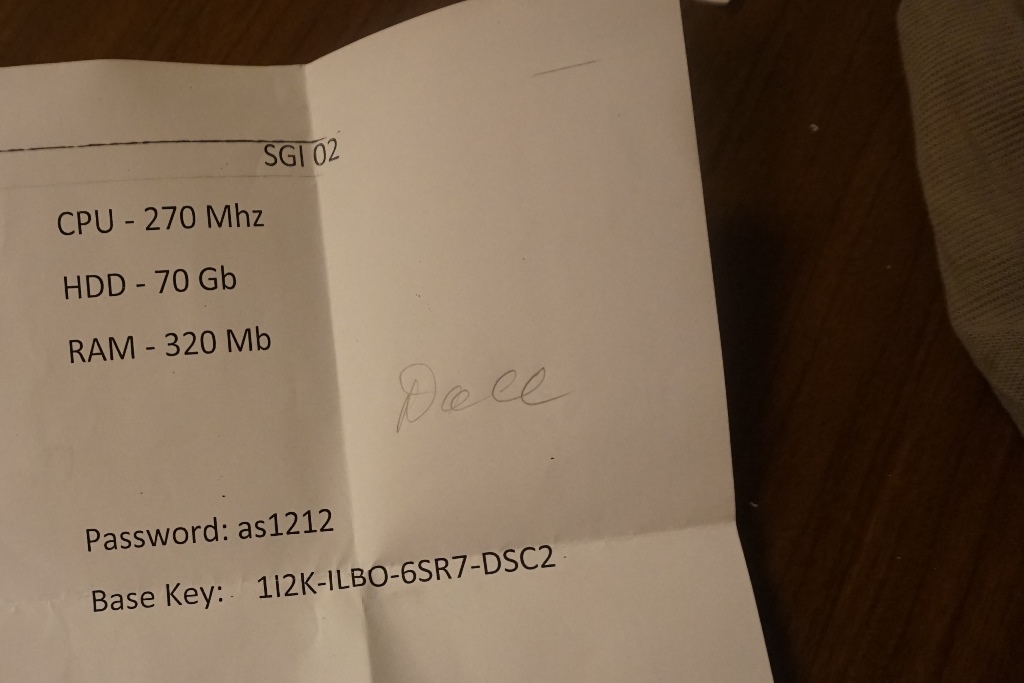 SGI 02
CPU - 270 Mhz
HDD - 70 Gb
RAM - 320 Mb
Password: as1212
Base Key: 1I2K-ILBO-6SR7-DSC2